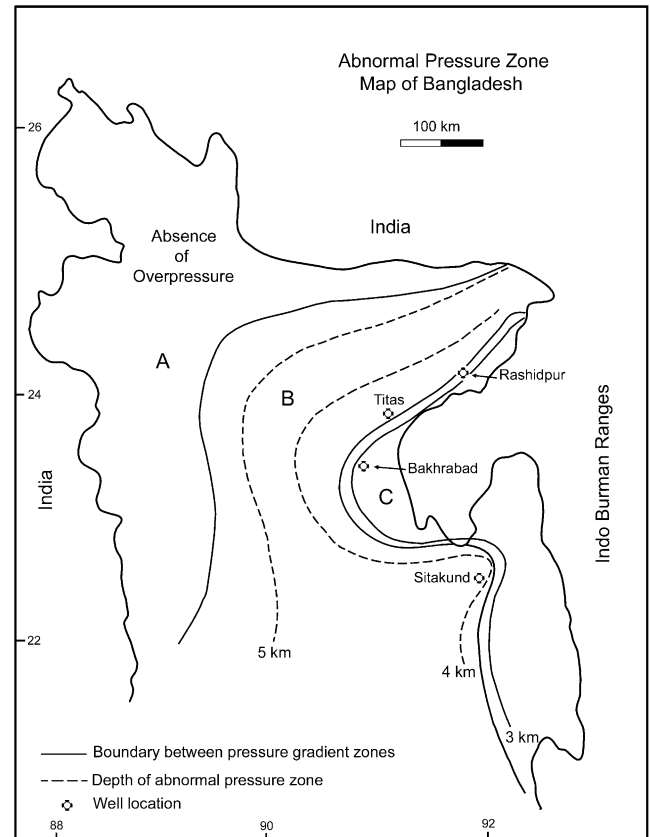 Abnormal Pressure Zone
Map of Bangladesh
26
100 km
India
Absence
of
Overpressure
A
Rashidpur
24
B
Titas
Bakhrabad
India
Indo Burman Ranges
C
Sitakund
22
5 km
4 km
3 km
Boundary between pressure gradient zones
Depth of abnormal pressure zone
Well location
88
90
92